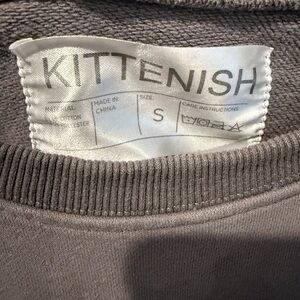 KITTENISH
MATERIAL:
MADE IN:
CHINA
SIZE:
S
CARE INSTRUCTIONS: